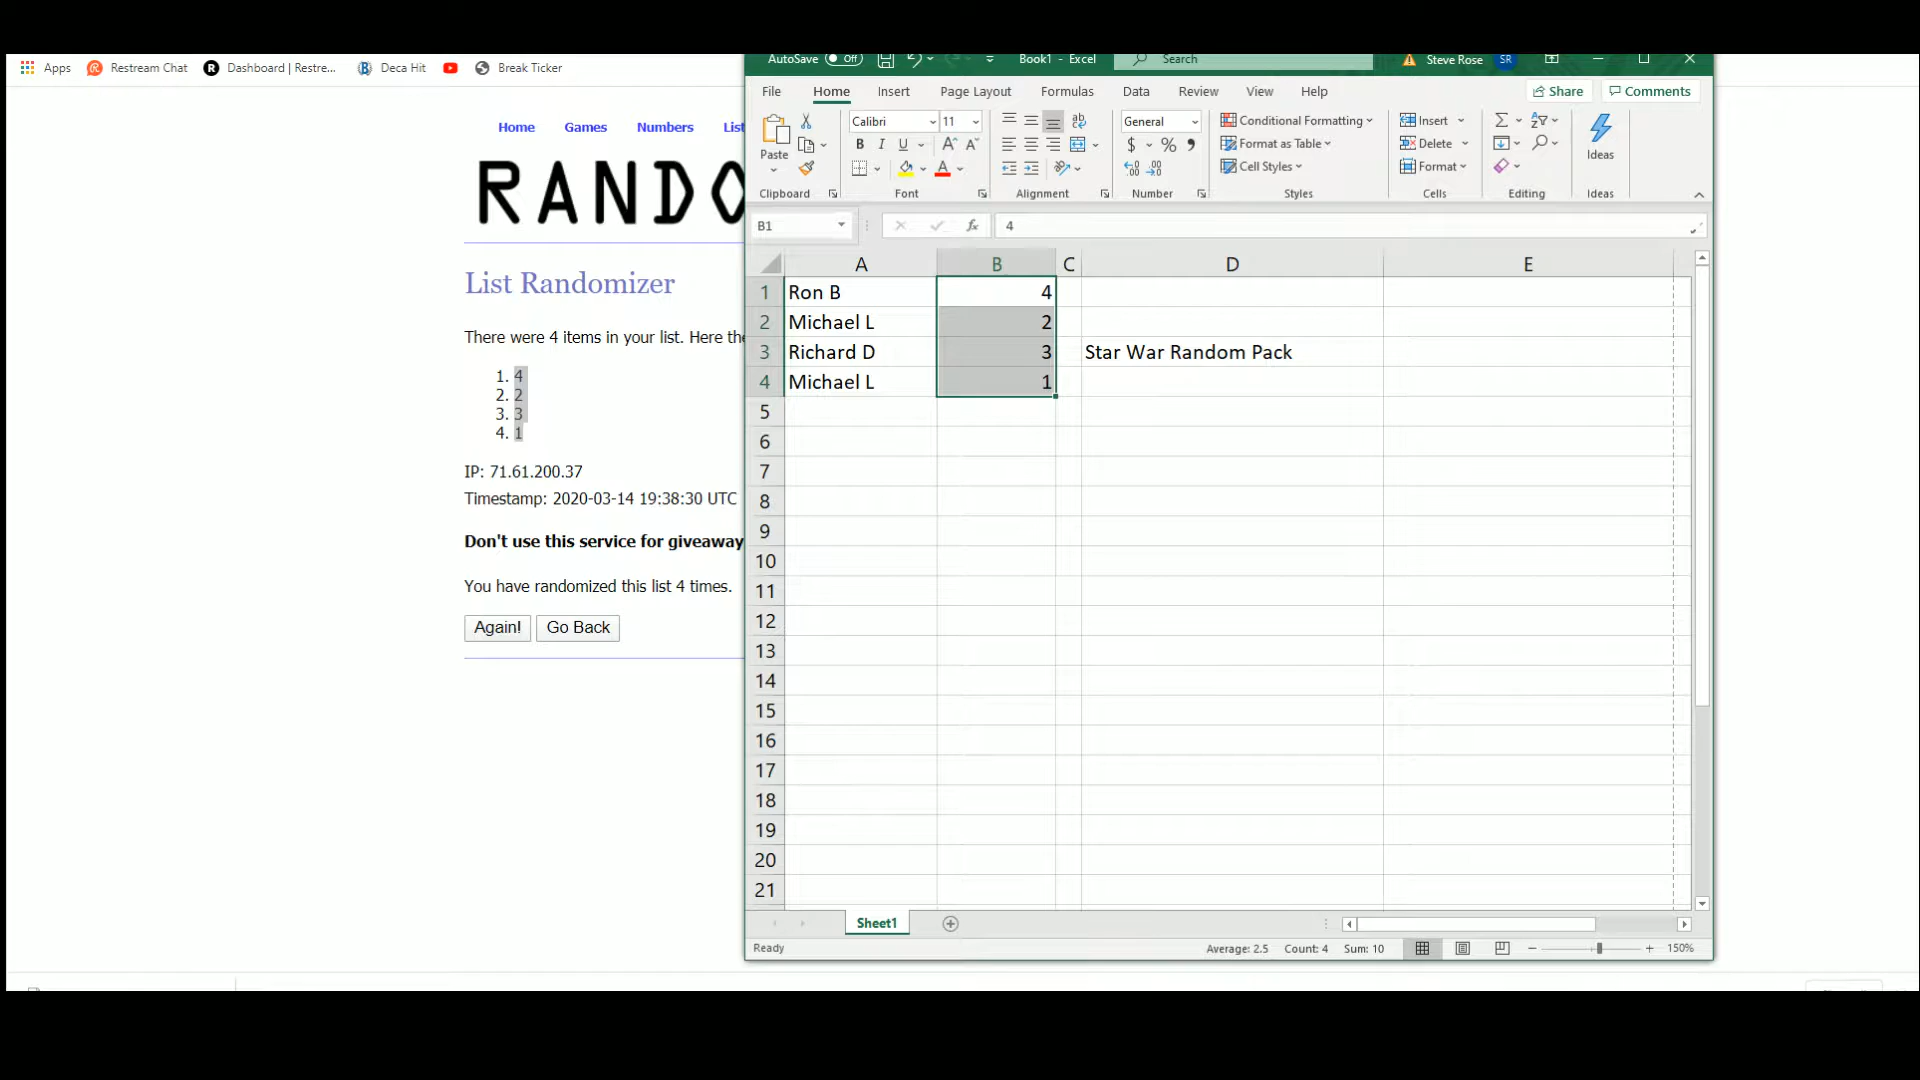 Apps Restream Chat Dashboard | Restre... Deca Hit Break Ticker
Home Games Numbers List
RANDO
List Randomizer
There were 4 items in your list. Here the
1. 4
2. 2
3. 3
4. 1
IP: 71.61.200.37
Timestamp: 2020-03-14 19:38:30 UTC
Don't use this service for giveaway
You have randomized this list 4 times.
Again! Go Back
AutoSave Off Book1 - Excel Search Steve Rose SR
File Home Insert Page Layout Formulas Data Review View Help Share Comments
Paste
Calibri 11
B I U
General
$ % 9
Conditional Formatting
Format as Table
Cell Styles
Insert
Delete
Format
Ideas
Clipboard Font Alignment Number Styles Cells Editing Ideas
B1 fx 4
A B C D E
1 Ron B 4
2 Michael L 2
3 Richard D 3 Star War Random Pack
4 Michael L 1
5
6
7
8
9
10
11
12
13
14
15
16
17
18
19
20
21
Sheet1
Ready Average: 2.5 Count: 4 Sum: 10 150%